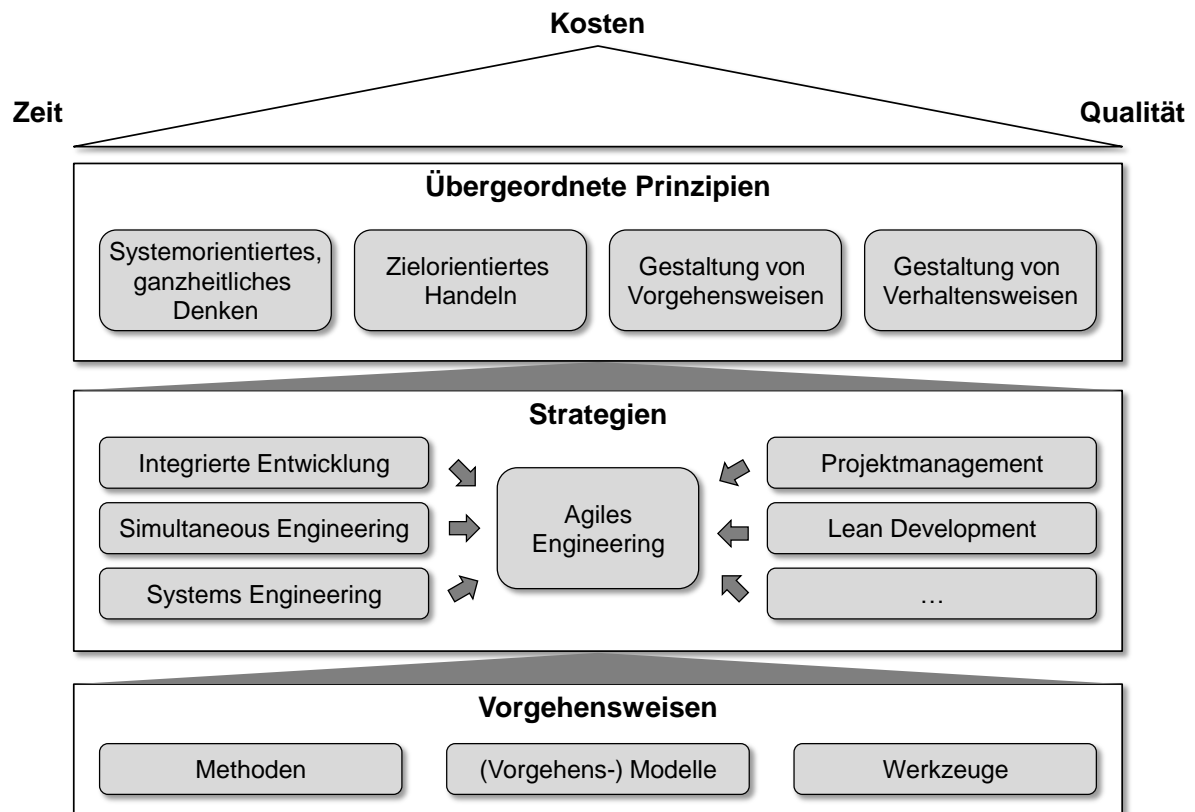 Kosten
Zeit
Qualität
Übergeordnete Prinzipien
Systemorientiertes,
ganzheitliches
Denken
Zielorientiertes
Handeln
Gestaltung von
Vorgehensweisen
Gestaltung von
Verhaltensweisen
Strategien
Integrierte Entwicklung
Simultaneous Engineering
Systems Engineering
Agiles
Engineering
Projektmanagement
Lean Development
…
Vorgehensweisen
Methoden
(Vorgehens-) Modelle
Werkzeuge